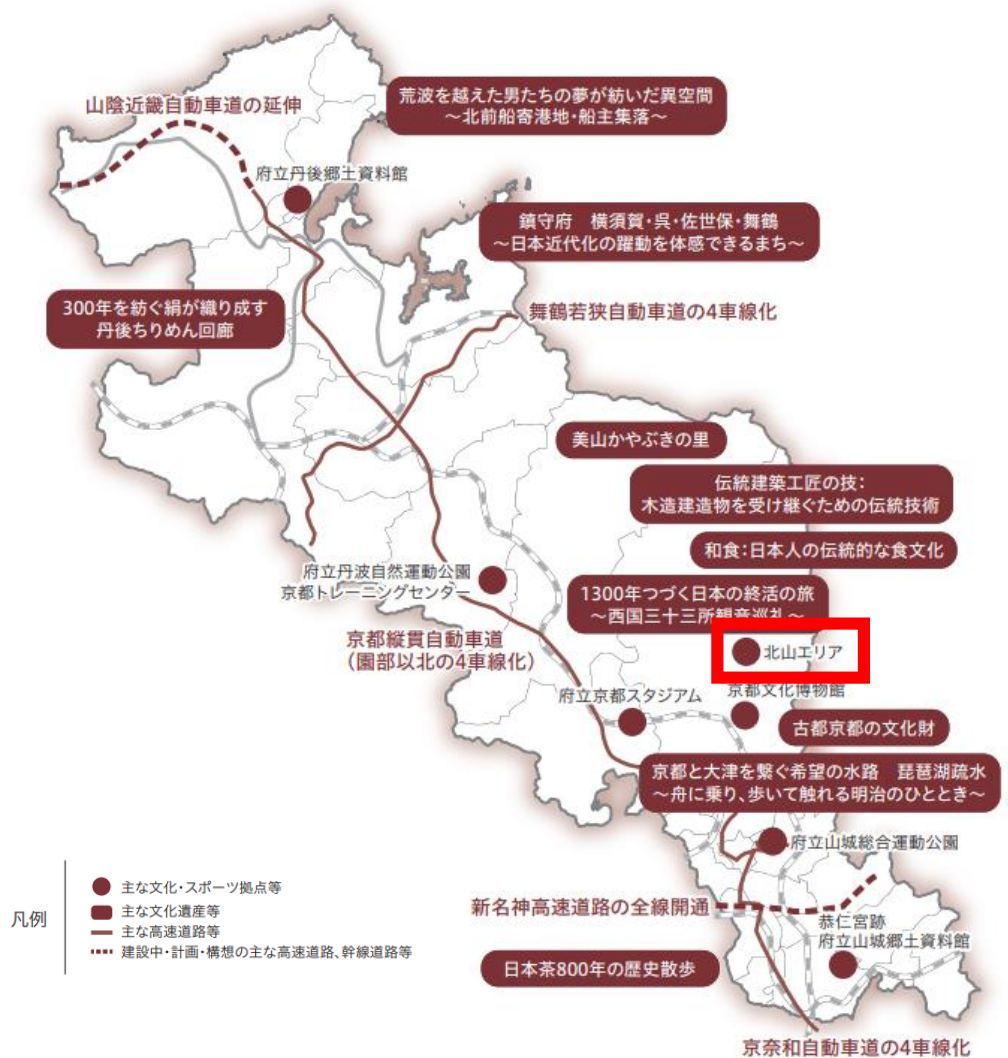 荒波を越えた男たちの夢が紡いだ異空間
～北前船寄港地・船主集落～
山陰近畿自動車道の延伸
府立丹後郷土資料館
鎮守府　横須賀・呉・佐世保・舞鶴
～日本近代化の躍動を体感できるまち～
300年を紡ぐ絹が織り成す
丹後ちりめん回廊
舞鶴若狭自動車道の4車線化
美山かやぶきの里
伝統建築工匠の技：
木造建造物を受け継ぐための伝統技術
和食：日本人の伝統的な食文化
府立丹波自然運動公園
京都トレーニングセンター
1300年つづく日本の終活の旅
～西国三十三所観音巡礼～
京都縦貫自動車道
（園部以北の4車線化）
北山エリア
府立京都スタジアム
京都文化博物館
古都京都の文化財
京都と大津を繋ぐ希望の水路　琵琶湖疏水
～舟に乗り、歩いて触れる明治のひととき～
府立山城総合運動公園
新名神高速道路の全線開通
恭仁宮跡
府立山城郷土資料館
日本茶800年の歴史散歩
京奈和自動車道の4車線化
凡例
主な文化・スポーツ拠点等
主な文化遺産等
主な高速道路等
建設中・計画・構想の主な高速道路、幹線道路等